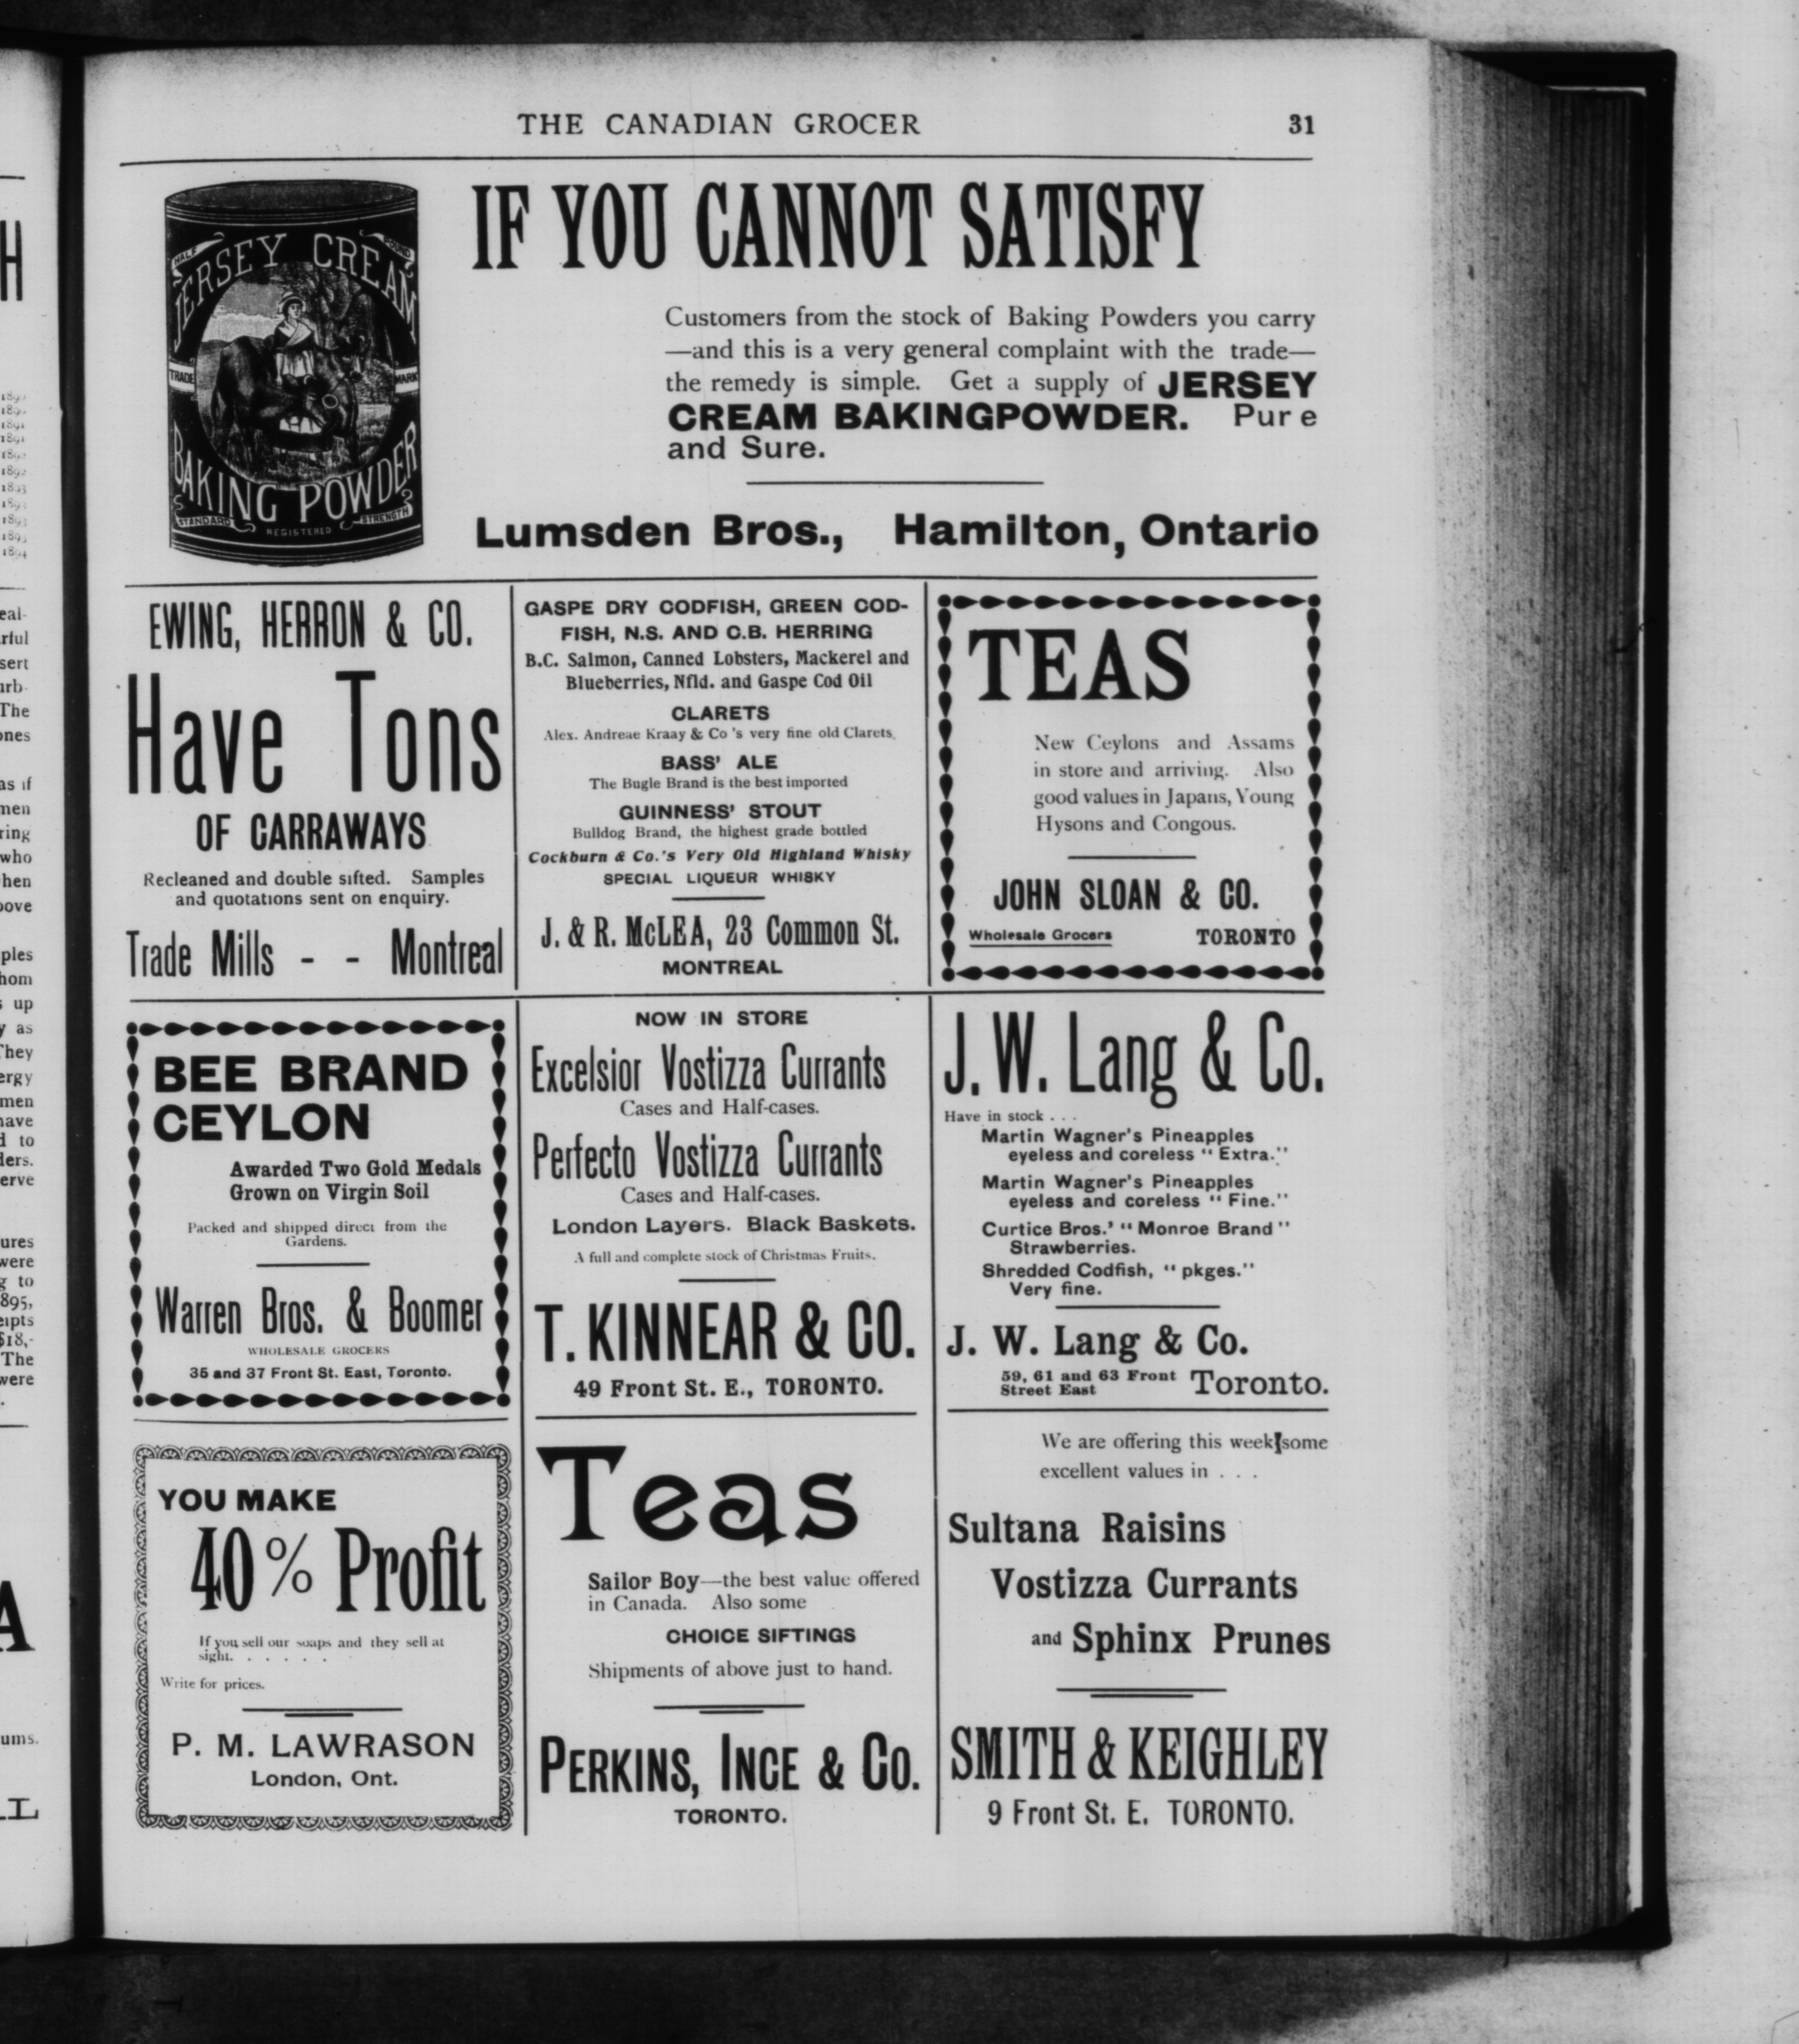 THE CANADIAN GROCER 31
HALF POUND
JERSEY CREAM
TRADE MARK
BAKING POWDER
STANDARD STRENGTH
REGISTERED
IF YOU CANNOT SATISFY
Customers from the stock of Baking Powders you carry
—and this is a very general complaint with the trade—
the remedy is simple. Get a supply of JERSEY
CREAM BAKINGPOWDER. Pure
and Sure.
Lumsden Bros., Hamilton, Ontario
EWING, HERRON & CO.
Have Tons
OF CARRAWAYS
Recleaned and double sifted. Samples
and quotations sent on enquiry.
Trade Mills - - Montreal
GASPE DRY CODFISH, GREEN COD-
FISH, N.S. AND C.B. HERRING
B.C. Salmon, Canned Lobsters, Mackerel and
Blueberries, Nfld. and Gaspe Cod Oil
CLARETS
Alex. Andreae Kraay & Co's very fine old Clarets.
BASS' ALE
The Bugle Brand is the best imported
GUINNESS' STOUT
Bulldog Brand, the highest grade bottled
Cockburn & Co.'s Very Old Highland Whisky
SPECIAL LIQUEUR WHISKY
J. & R. McLEA, 23 Common St.
MONTREAL
TEAS
New Ceylons and Assams
in store and arriving. Also
good values in Japans, Young
Hysons and Congous.
JOHN SLOAN & CO.
Wholesale Grocers TORONTO
BEE BRAND
CEYLON
Awarded Two Gold Medals
Grown on Virgin Soil
Packed and shipped direct from the
Gardens.
Warren Bros. & Boomer
WHOLESALE GROCERS
35 and 37 Front St. East, Toronto.
NOW IN STORE
Excelsior Vostizza Currants
Cases and Half-cases.
Perfecto Vostizza Currants
Cases and Half-cases.
London Layers. Black Baskets.
A full and complete stock of Christmas Fruits.
T. KINNEAR & CO.
49 Front St. E., TORONTO.
J. W. Lang & Co.
Have in stock . . .
Martin Wagner's Pineapples
eyeless and coreless "Extra."
Martin Wagner's Pineapples
eyeless and coreless "Fine."
Curtice Bros.' "Monroe Brand"
Strawberries.
Shredded Codfish, "pkges."
Very fine.
J. W. Lang & Co.
59, 61 and 63 Front
Street East Toronto.
YOU MAKE
40% Profit
If you sell our soaps and they sell at
sight. . . . . .
Write for prices.
P. M. LAWRASON
London, Ont.
Teas
Sailor Boy—the best value offered
in Canada. Also some
CHOICE SIFTINGS
Shipments of above just to hand.
PERKINS, INCE & CO.
TORONTO.
We are offering this week some
excellent values in . . .
Sultana Raisins
Vostizza Currants
and Sphinx Prunes
SMITH & KEIGHLEY
9 Front St. E. TORONTO.